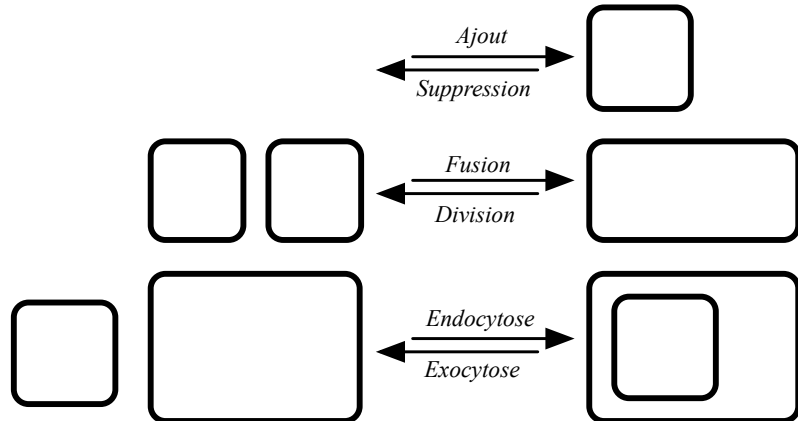 Ajout
Suppression
Fusion
Division
Endocytose
Exocytose